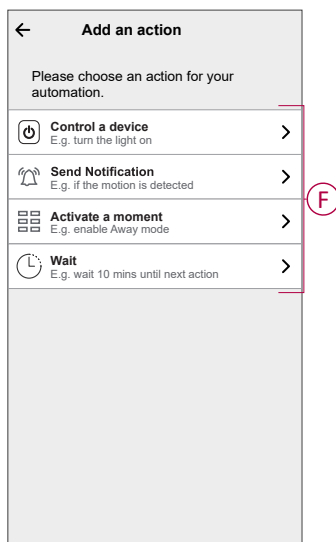 Add an action
Please choose an action for your
automation.
Control a device
E.g. turn the light on
Send Notification
E.g. if the motion is detected
Activate a moment
E.g. enable Away mode
Wait
E.g. wait 10 mins until next action
F